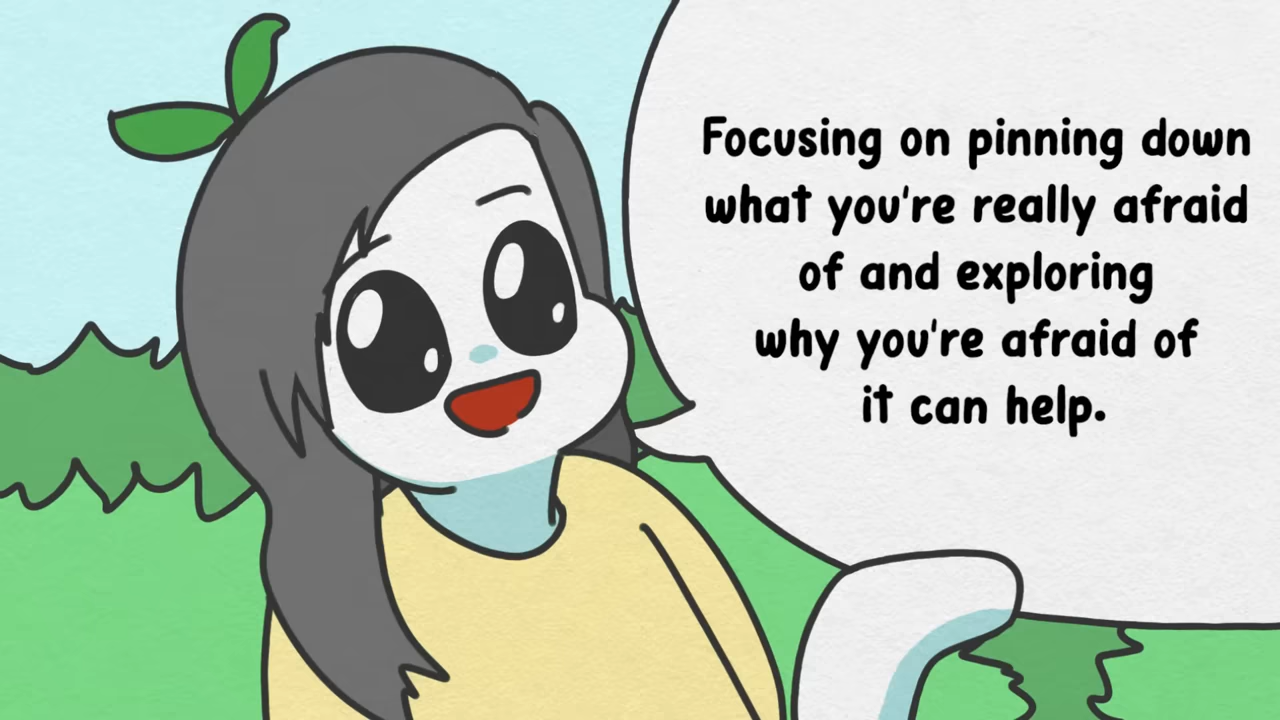 Focusing on pinning down
what you're really afraid
of and exploring
why you're afraid of
it can help.